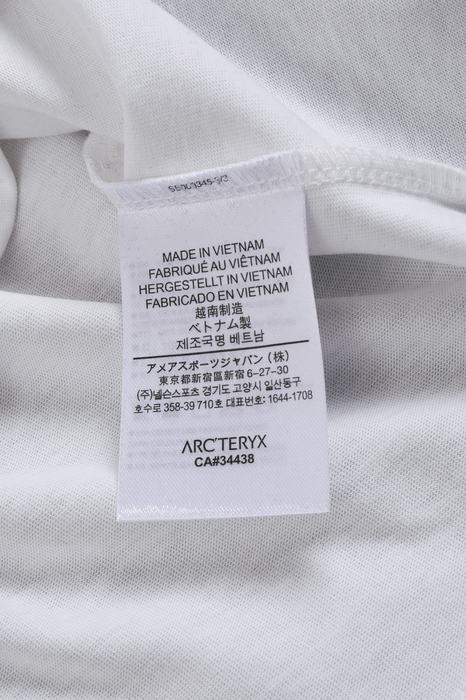 MADE IN VIETNAM
FABRIQUÉ AU VIÊTNAM
HERGESTELLT IN VIETNAM
FABRICADO EN VIETNAM
越南制造
ベトナム製
제조국명 베트남
アメアスポーツジャパン（株）
東京都新宿區新宿 6-27-30
(주)넬슨스포츠 경기도 고양시 일산동구
호수로 358-39 710호 대표번호: 1644-1708
ARC'TERYX
CA#34438